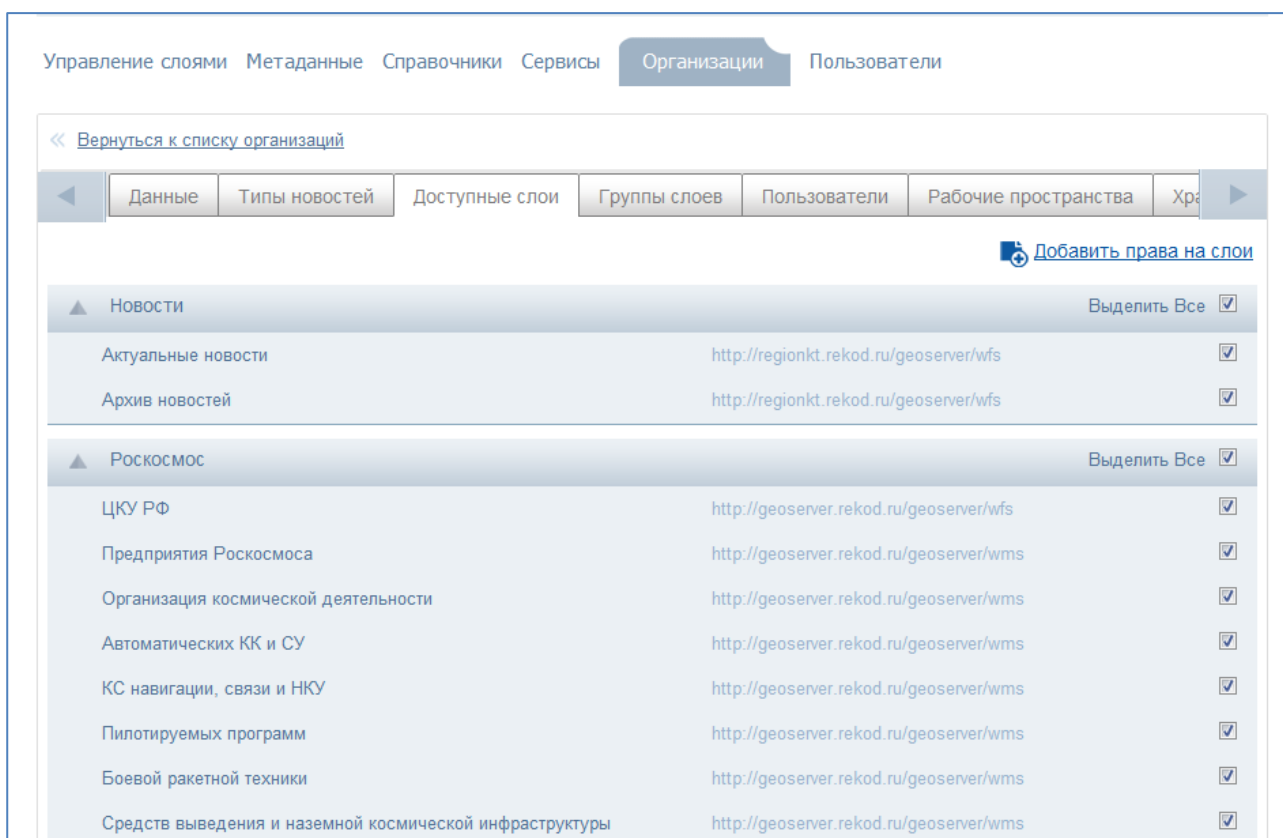 Управление слоями Метаданные Справочники Сервисы Организации Пользователи
« Вернуться к списку организаций
Данные Типы новостей Доступные слои Группы слоев Пользователи Рабочие пространства Хра
Добавить права на слои
Новости Выделить Все
Актуальные новости http://regionkt.rekod.ru/geoserver/wfs
Архив новостей http://regionkt.rekod.ru/geoserver/wfs
Роскосмос Выделить Все
ЦКУ РФ http://geoserver.rekod.ru/geoserver/wfs
Предприятия Роскосмоса http://geoserver.rekod.ru/geoserver/wms
Организация космической деятельности http://geoserver.rekod.ru/geoserver/wms
Автоматических КК и СУ http://geoserver.rekod.ru/geoserver/wms
КС навигации, связи и НКУ http://geoserver.rekod.ru/geoserver/wms
Пилотируемых программ http://geoserver.rekod.ru/geoserver/wms
Боевой ракетной техники http://geoserver.rekod.ru/geoserver/wms
Средств выведения и наземной космической инфраструктуры http://geoserver.rekod.ru/geoserver/wms